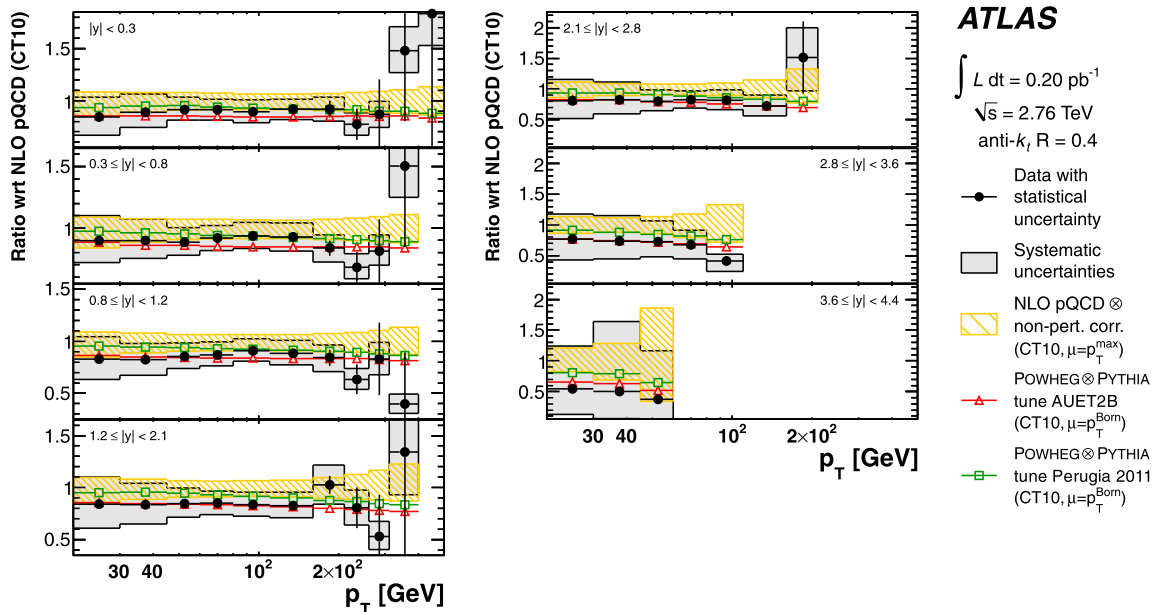 Ratio wrt NLO pQCD (CT10)
|y| < 0.3
1.5
1
Ratio wrt NLO pQCD (CT10)
0.3 ≤ |y| < 0.8
1.5
1
0.8 ≤ |y| < 1.2
1.5
1
0.5
1.2 ≤ |y| < 2.1
1.5
1
0.5
30 40 10² 2×10²
p_T [GeV]
Ratio wrt NLO pQCD (CT10)
2.1 ≤ |y| < 2.8
2
1.5
1
0.5
2.8 ≤ |y| < 3.6
2
1.5
1
0.5
3.6 ≤ |y| < 4.4
2
1.5
1
0.5
30 40 10² 2×10²
p_T [GeV]
ATLAS
∫ L dt = 0.20 pb⁻¹
√s = 2.76 TeV
anti-k_t R = 0.4
Data with
statistical
uncertainty
Systematic
uncertainties
NLO pQCD ⊗
non-pert. corr.
(CT10, μ=p_T^max)
POWHEG ⊗ PYTHIA
tune AUET2B
(CT10, μ=p_T^Born)
POWHEG ⊗ PYTHIA
tune Perugia 2011
(CT10, μ=p_T^Born)